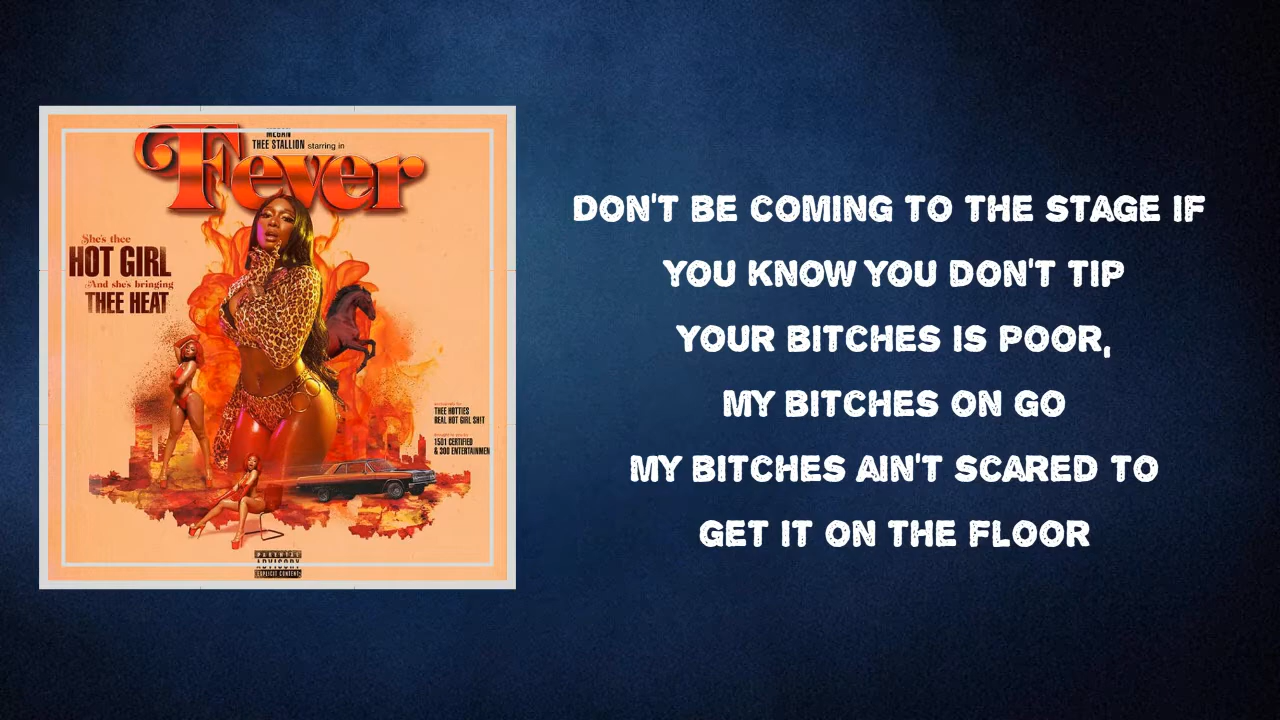 MEGAN
THEE STALLION starring in
Fever
She's thee
HOT GIRL
And she's bringing
THEE HEAT
THEE HOTTIES
REAL HOT GIRL SH!T
1501 CERTIFIED
& 300 ENTERTAINMEN
PARENTAL
ADVISORY
EXPLICIT CONTENT
DON'T BE COMING TO THE STAGE IF
YOU KNOW YOU DON'T TIP
YOUR BITCHES IS POOR,
MY BITCHES ON GO
MY BITCHES AIN'T SCARED TO
GET IT ON THE FLOOR